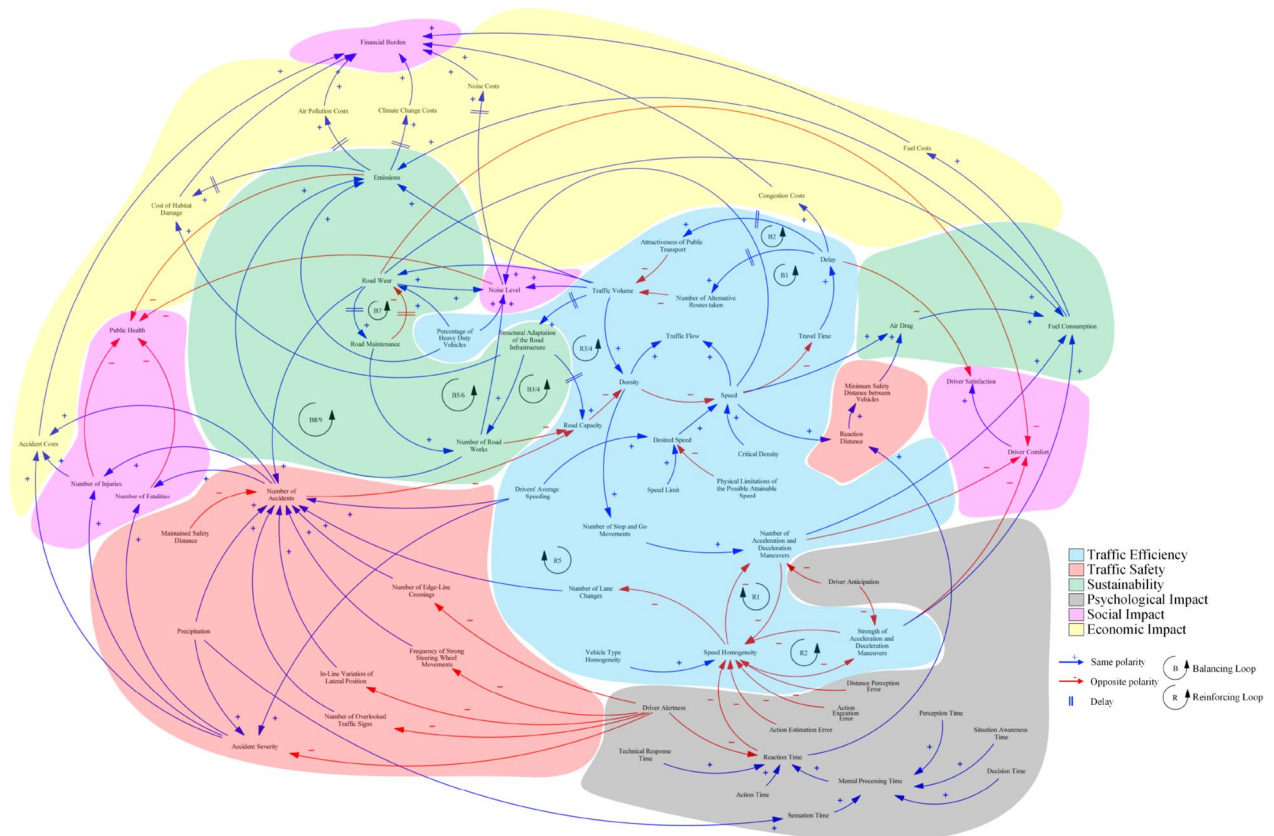 Financial Burden
Noise Costs
Air Pollution Costs
Climate Change Costs
Fuel Costs
Emissions
Cost of Habitat
Damage
Congestion Costs
Attractiveness of Public
Transport
B2
Delay
B1
Road Wear
Noise Level
Traffic Volume
Number of Alternative
Routes taken
B7
Public Health
Road Maintenance
Percentage of
Heavy Duty
Vehicles
Structural Adaptation
of the Road
Infrastructure
R3/4
Traffic Flow
Travel Time
Air Drag
Fuel Consumption
Density
Speed
Minimum Safety
Distance between
Vehicles
Driver Satisfaction
B5/6
B3/4
B8/9
Road Capacity
Reaction
Distance
Accident Costs
Number of Road
Works
Desired Speed
Critical Density
Driver Comfort
Number of Injuries
Number of Fatalities
Number of
Accidents
Drivers' Average
Speeding
Speed Limit
Physical Limitations of
the Possible Attainable
Speed
Maintained Safety
Distance
Number of Stop and Go
Movements
Number of
Acceleration and
Deceleration
Maneuvers
R5
Number of Lane
Changes
Number of Edge-Line
Crossings
R1
Driver Anticipation
Precipitation
Vehicle Type
Homogeneity
Speed Homogeneity
R2
Strength of
Acceleration and
Deceleration
Maneuvers
Frequency of Strong
Steering Wheel
Movements
In-Line Variation of
Lateral Position
Distance Perception
Error
Driver Alertness
Action
Execution
Error
Number of Overlooked
Traffic Signs
Action Estimation Error
Perception Time
Accident Severity
Situation Awareness
Time
Technical Response
Time
Reaction Time
Mental Processing Time
Decision Time
Action Time
Sensation Time
Traffic Efficiency
Traffic Safety
Sustainability
Psychological Impact
Social Impact
Economic Impact
+ Same polarity
B Balancing Loop
- Opposite polarity
R Reinforcing Loop
Delay